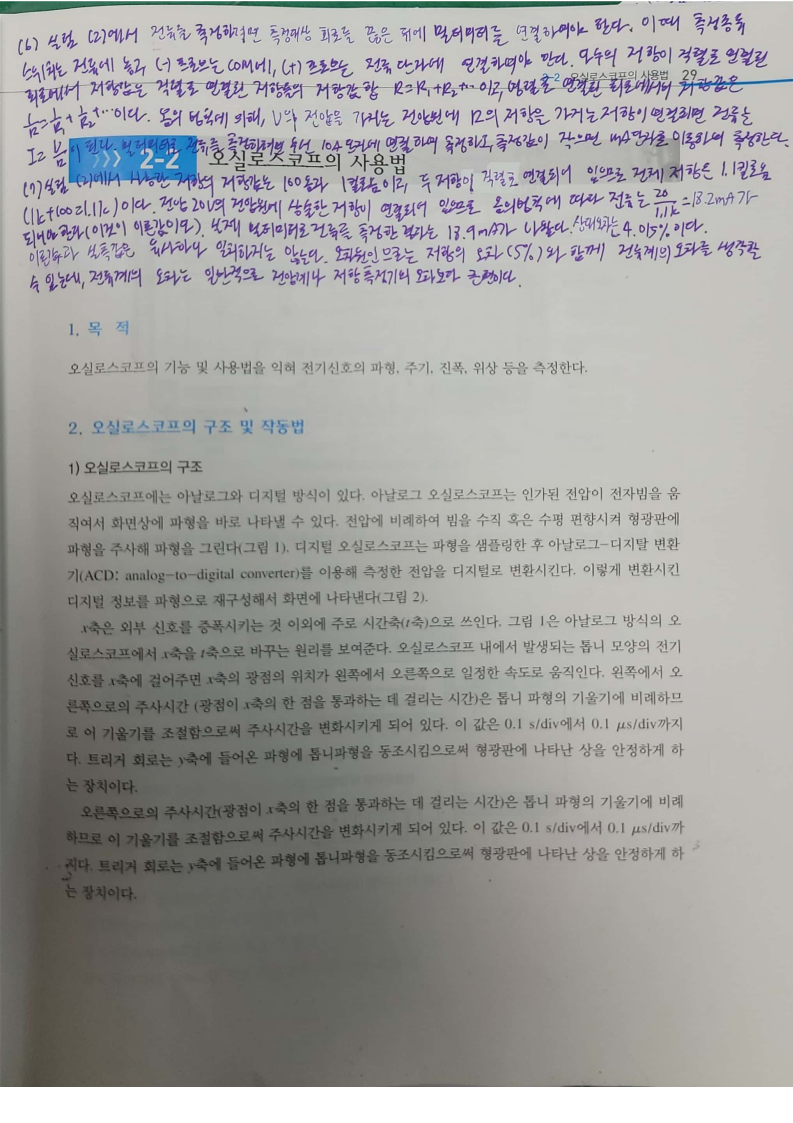 (6) 실험 (2)에서 전류를 측정하려면 측정대상 회로를 끊은 뒤에 멀티미터를 연결하여야 한다. 이때 측정종류
스위치는 전류에 놓고 (-) 프로브는 COM에, (+) 프로브는 전류 단자에 연결하여야 한다. 모두의 저항이 직렬로 연결된
2-2 오실로스코프의 사용법 29
회로에서 저항값는 직렬로 연결된 저항들의 저항값 합 R=R₁+R₂+… 이고, 병렬로 연결된 회로에서의 저항값은
1/R=1/R₁+1/R₂+… 이다. 옴의 법칙에 의해, V의 전압을 가지는 전압원에 R의 저항은 가지는 저항이 연결되면 전류는
I= V/R이 된다. 멀티미터로 전류를 측정하려면 우선 10A 단자에 연결하여 측정하고, 측정값이 작으면 mA단자를 이용하여 측정한다.
》》》 2-2 오실로스코프의 사용법
(7) 실험 (2)에서 사용한 저항의 저항값는 100옴과 1킬로옴이고, 두 저항이 직렬로 연결되어 있으므로 전체 저항은 1.1킬로옴
(1k+100=1.1k) 이다. 전압 20V의 전압원에 상술한 저항이 연결되어 있으므로 옴의법칙에 따라 전류는 20/1.1k=18.2mA가
되어야 한다(이것이 이론값이다). 실제 멀티미터로 전류를 측정한 결과는 18.9mA가 나왔다. 상대오차는 4.015%이다.
이론값과 실측값은 유사하나 일치하지는 않는다. 오차원인으로는 저항의 오차 (5%)와 함께 전류계의 오차를 생각할
수 있는데, 전류계의 오차는 일반적으로 전압계나 저항측정기의 오차보다 큰편이다.
1. 목 적
오실로스코프의 기능 및 사용법을 익혀 전기신호의 파형, 주기, 진폭, 위상 등을 측정한다.
2. 오실로스코프의 구조 및 작동법
1) 오실로스코프의 구조
오실로스코프에는 아날로그와 디지털 방식이 있다. 아날로그 오실로스코프는 인가된 전압이 전자빔을 움
직여서 화면상에 파형을 바로 나타낼 수 있다. 전압에 비례하여 빔을 수직 혹은 수평 편향시켜 형광판에
파형을 주사해 파형을 그린다(그림 1). 디지털 오실로스코프는 파형을 샘플링한 후 아날로그-디지탈 변환
기(ACD: analog-to-digital converter)를 이용해 측정한 전압을 디지털로 변환시킨다. 이렇게 변환시킨
디지털 정보를 파형으로 재구성해서 화면에 나타낸다(그림 2).
x축은 외부 신호를 증폭시키는 것 이외에 주로 시간축(t축)으로 쓰인다. 그림 1은 아날로그 방식의 오
실로스코프에서 x축을 t축으로 바꾸는 원리를 보여준다. 오실로스코프 내에서 발생되는 톱니 모양의 전기
신호를 x축에 걸어주면 x축의 광점의 위치가 왼쪽에서 오른쪽으로 일정한 속도로 움직인다. 왼쪽에서 오
른쪽으로의 주사시간 (광점이 x축의 한 점을 통과하는 데 걸리는 시간)은 톱니 파형의 기울기에 비례하므
로 이 기울기를 조절함으로써 주사시간을 변화시키게 되어 있다. 이 값은 0.1 s/div에서 0.1 μs/div까지
다. 트리거 회로는 y축에 들어온 파형에 톱니파형을 동조시킴으로써 형광판에 나타난 상을 안정하게 하
는 장치이다.
오른쪽으로의 주사시간(광점이 x축의 한 점을 통과하는 데 걸리는 시간)은 톱니 파형의 기울기에 비례
하므로 이 기울기를 조절함으로써 주사시간을 변화시키게 되어 있다. 이 값은 0.1 s/div에서 0.1 μs/div까
지다. 트리거 회로는 y축에 들어온 파형에 톱니파형을 동조시킴으로써 형광판에 나타난 상을 안정하게 하
는 장치이다.